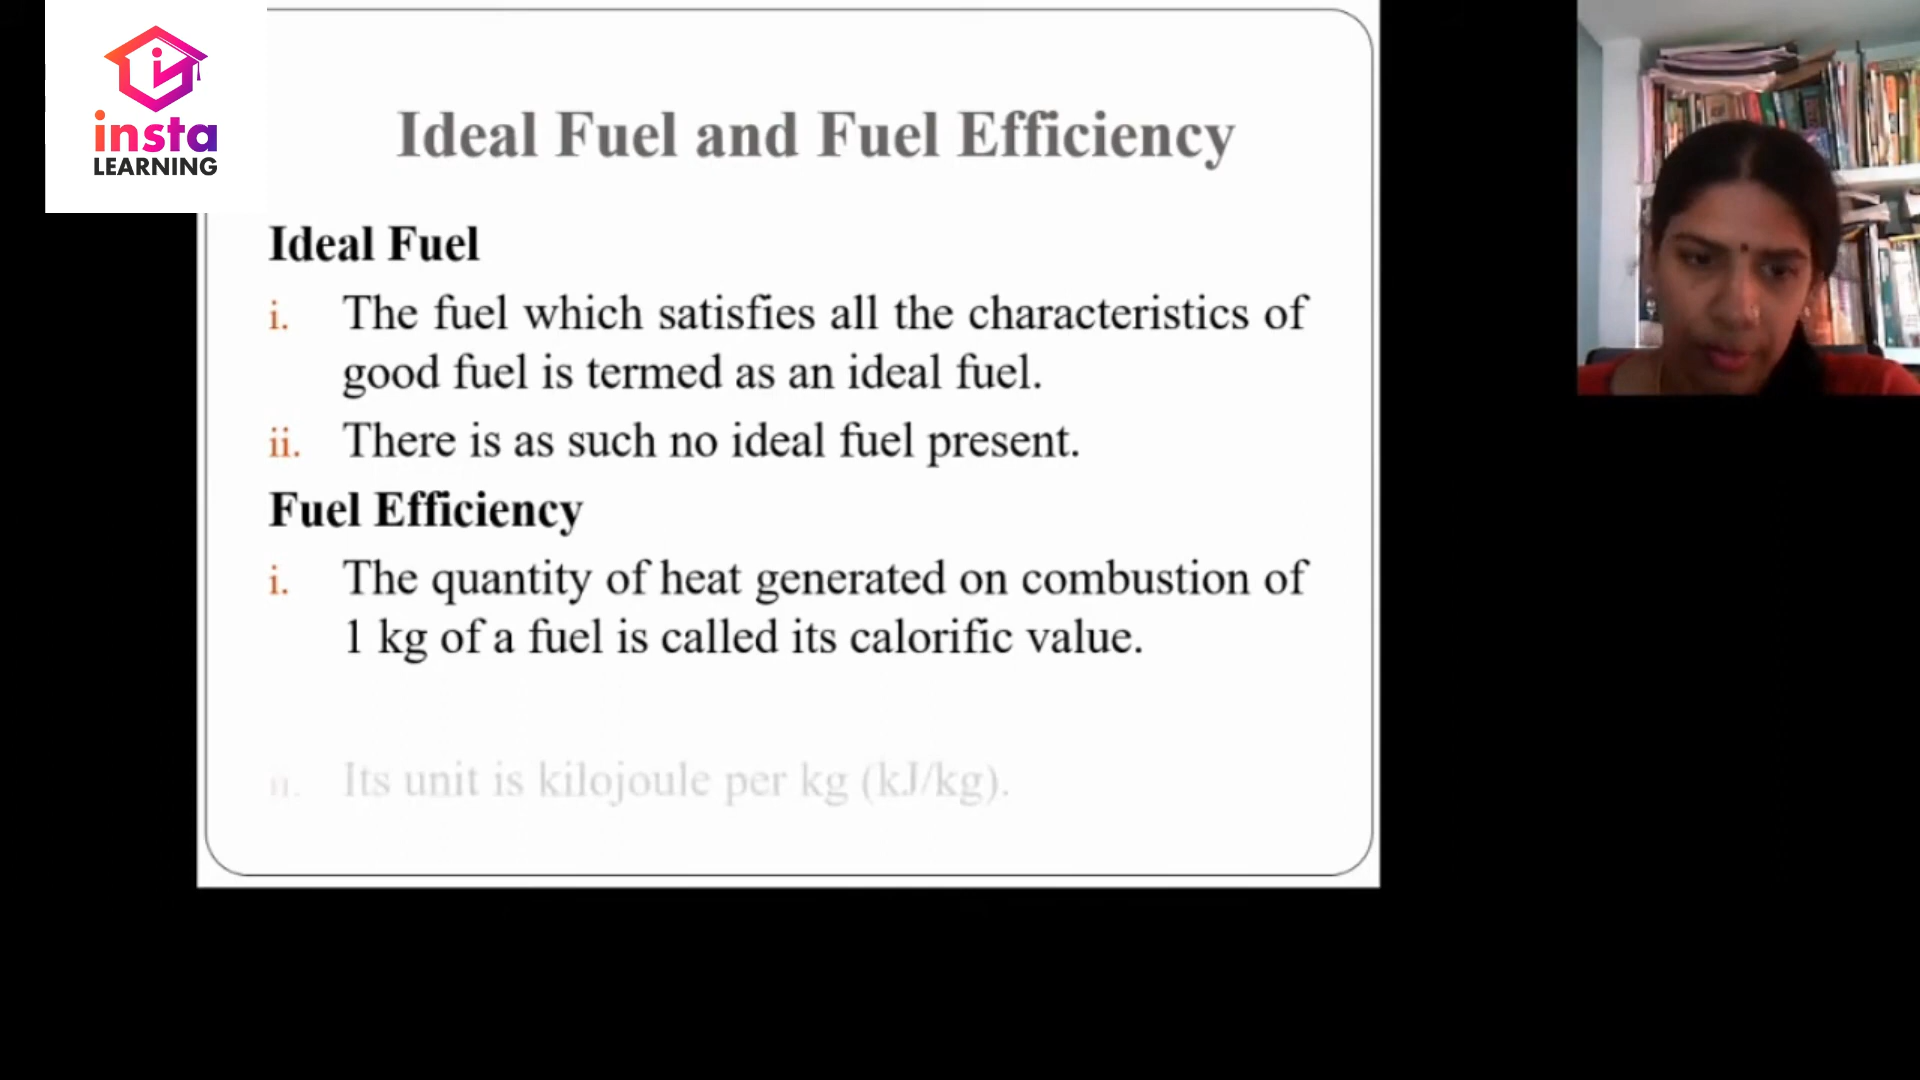 insta
LEARNING
Ideal Fuel and Fuel Efficiency
Ideal Fuel
i. The fuel which satisfies all the characteristics of
good fuel is termed as an ideal fuel.
ii. There is as such no ideal fuel present.
Fuel Efficiency
i. The quantity of heat generated on combustion of
1 kg of a fuel is called its calorific value.
ii. Its unit is kilojoule per kg (kJ/kg).